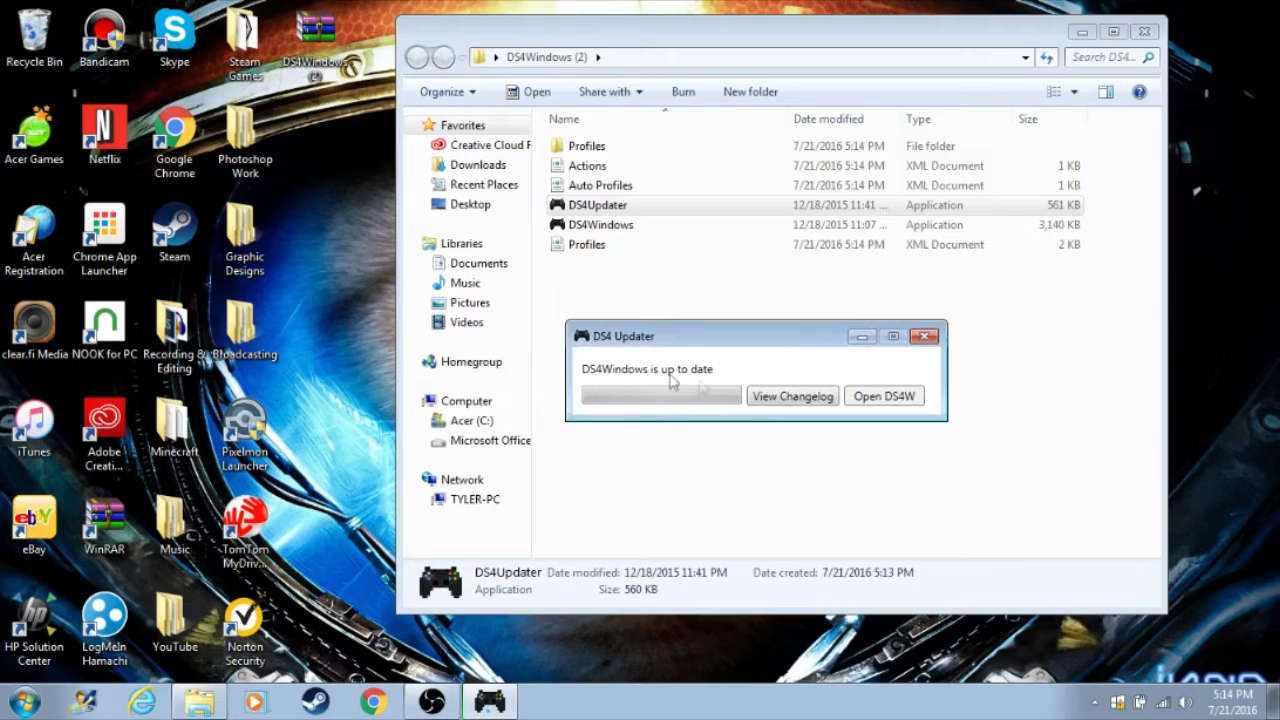 Recycle Bin
Bandicam
Skype
Steam
Games
DS4Windows
(2)
Acer Games
Netflix
Google
Chrome
Photoshop
Work
Acer
Registration
Chrome App
Launcher
Steam
Graphic
Designs
clear.fi Media
NOOK for PC
Recording &
Editing
Broadcasting
iTunes
Adobe
Creati...
Minecraft
Pixelmon
Launcher
eBay
WinRAR
Music
TomTom
MyDriv...
HP Solution
Center
LogMeIn
Hamachi
YouTube
Norton
Security
DS4Windows (2)
Search DS4...
Organize
Open
Share with
Burn
New folder
Favorites
Creative Cloud F
Downloads
Recent Places
Desktop
Libraries
Documents
Music
Pictures
Videos
Homegroup
Computer
Acer (C:)
Microsoft Office
Network
TYLER-PC
Name Date modified Type Size
Profiles 7/21/2016 5:14 PM File folder
Actions 7/21/2016 5:14 PM XML Document 1 KB
Auto Profiles 7/21/2016 5:14 PM XML Document 1 KB
DS4Updater 12/18/2015 11:41 ... Application 561 KB
DS4Windows 12/18/2015 11:07 ... Application 3,140 KB
Profiles 7/21/2016 5:14 PM XML Document 2 KB
DS4 Updater
DS4Windows is up to date
View Changelog
Open DS4W
DS4Updater Date modified: 12/18/2015 11:41 PM Date created: 7/21/2016 5:13 PM
Application Size: 560 KB
5:14 PM
7/21/2016